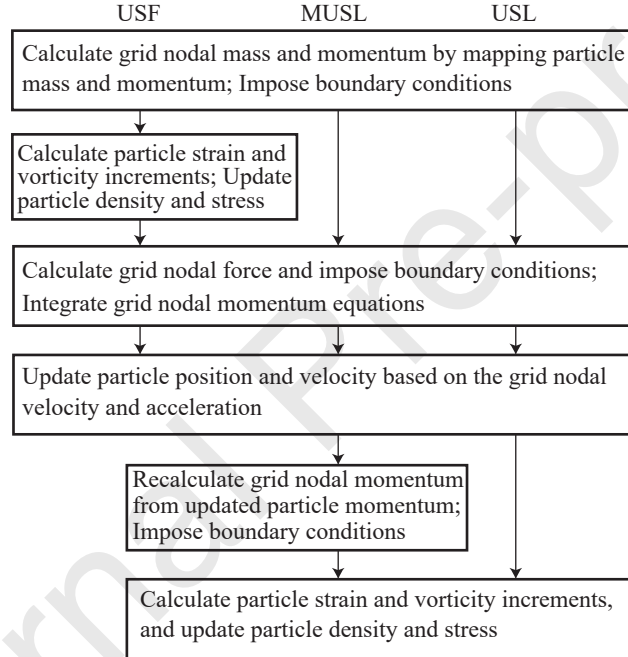 USF MUSL USL
Calculate grid nodal mass and momentum by mapping particle
mass and momentum; Impose boundary conditions
Calculate particle strain and
vorticity increments; Update
particle density and stress
Calculate grid nodal force and impose boundary conditions;
Integrate grid nodal momentum equations
Update particle position and velocity based on the grid nodal
velocity and acceleration
Recalculate grid nodal momentum
from updated particle momentum;
Impose boundary conditions
Calculate particle strain and vorticity increments,
and update particle density and stress
rnal Pre-pr